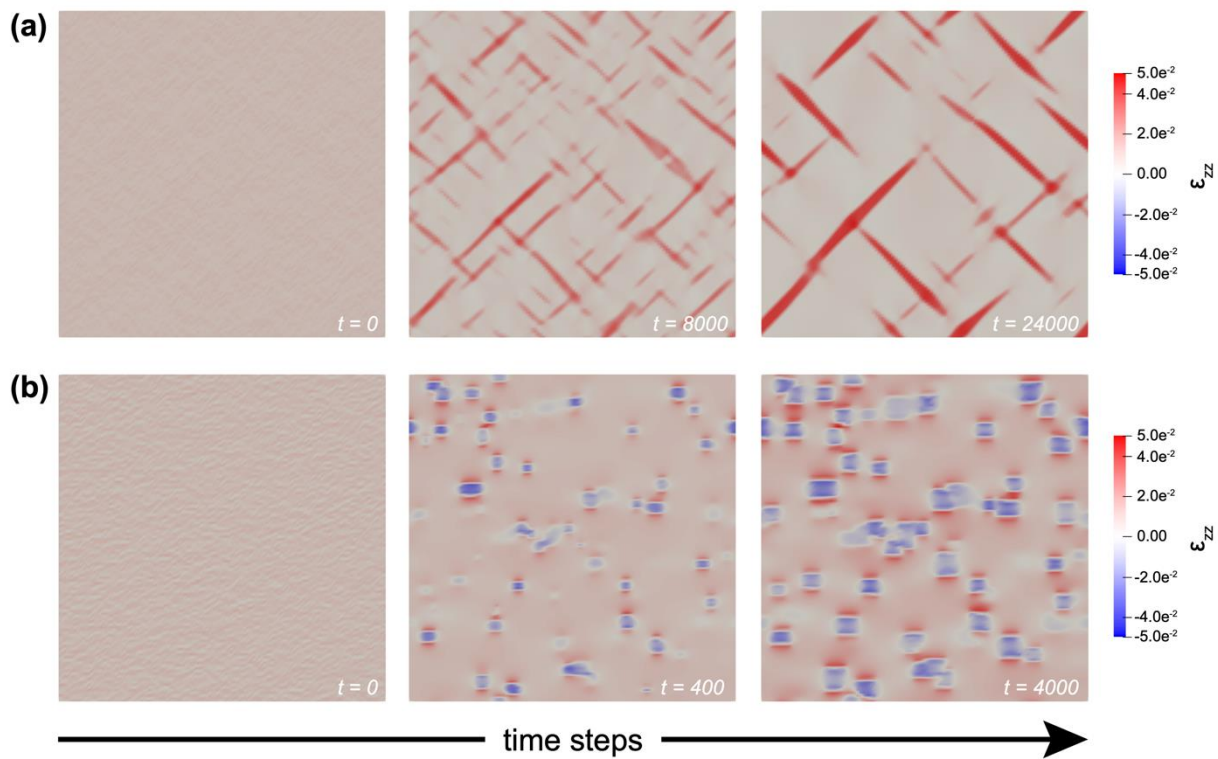 (a)
t = 0
t = 8000
t = 24000
5.0e-2
4.0e-2
2.0e-2
0.00
-2.0e-2
-4.0e-2
-5.0e-2
εzz
(b)
t = 0
t = 400
t = 4000
5.0e-2
4.0e-2
2.0e-2
0.00
-2.0e-2
-4.0e-2
-5.0e-2
εzz
time steps